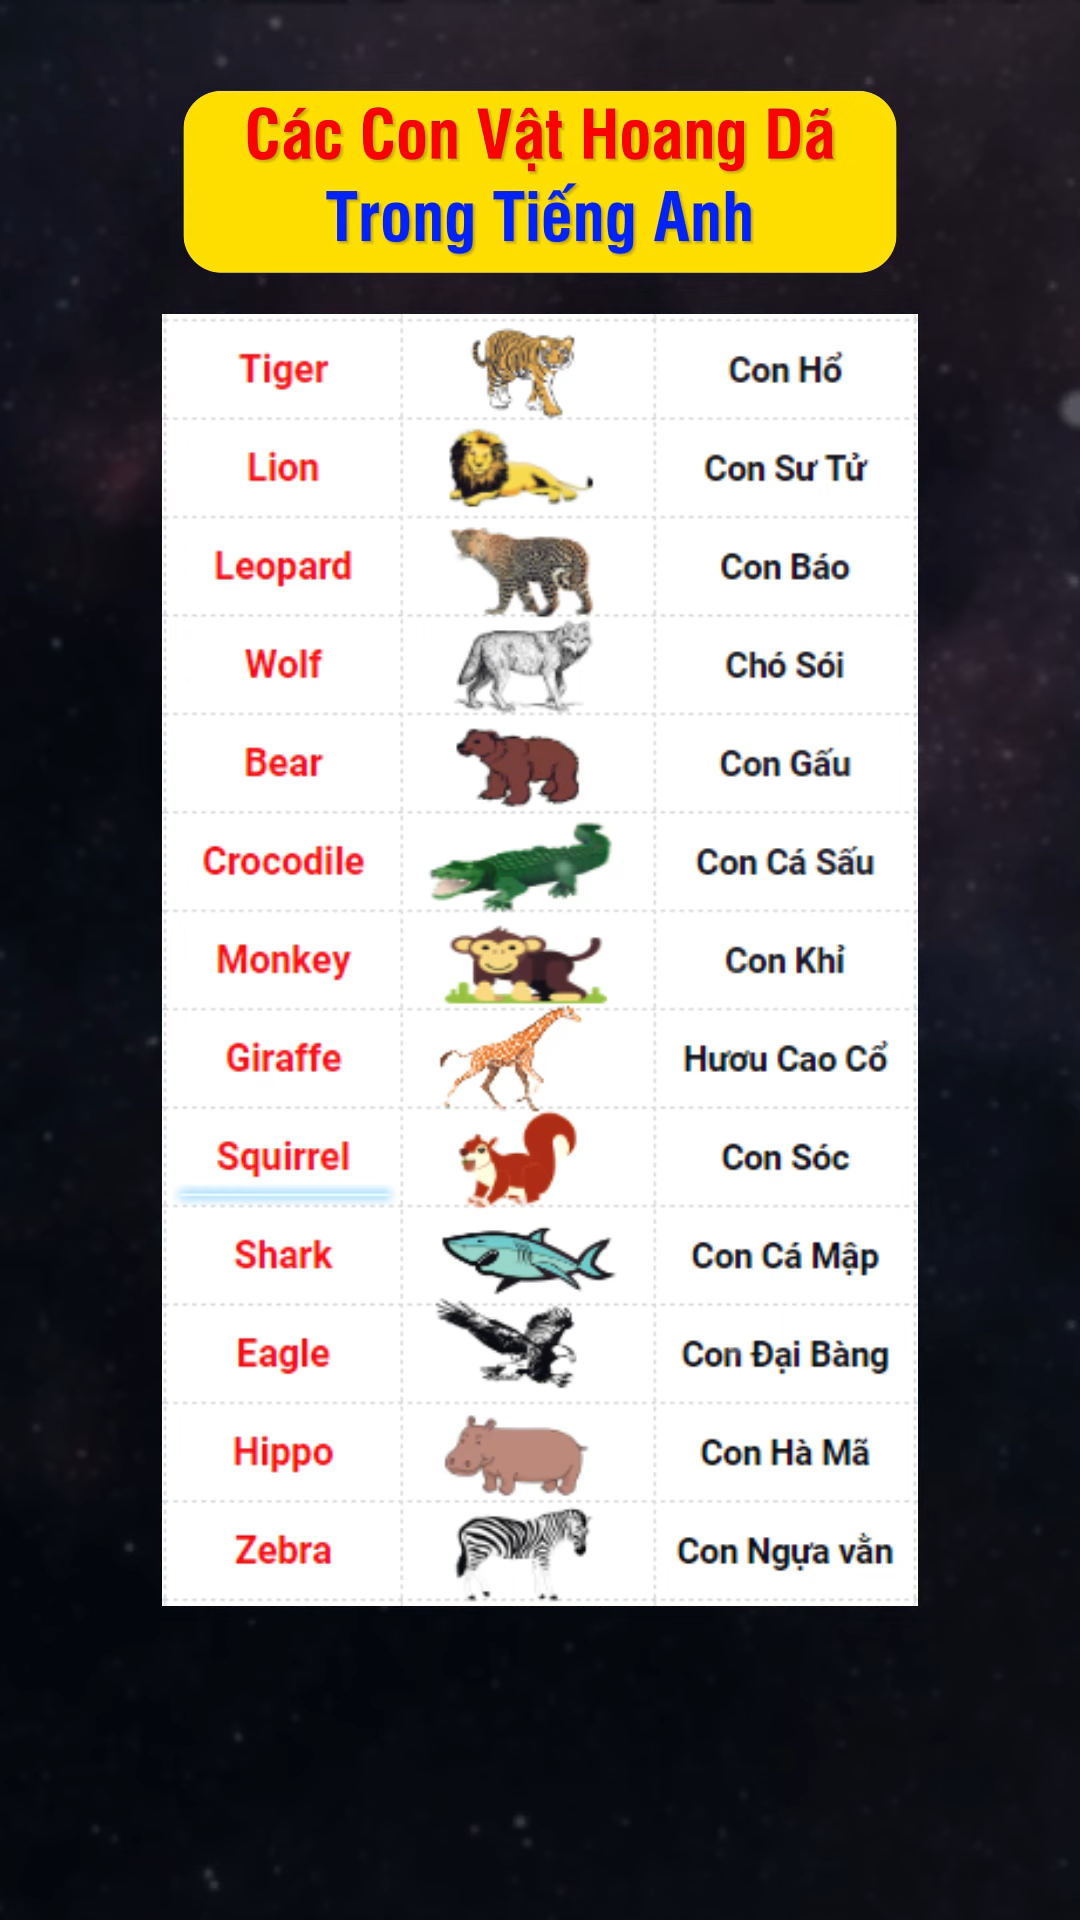 Các Con Vật Hoang Dã
Trong Tiếng Anh
Tiger Con Hổ
Lion Con Sư Tử
Leopard Con Báo
Wolf Chó Sói
Bear Con Gấu
Crocodile Con Cá Sấu
Monkey Con Khỉ
Giraffe Hươu Cao Cổ
Squirrel Con Sóc
Shark Con Cá Mập
Eagle Con Đại Bàng
Hippo Con Hà Mã
Zebra Con Ngựa vằn